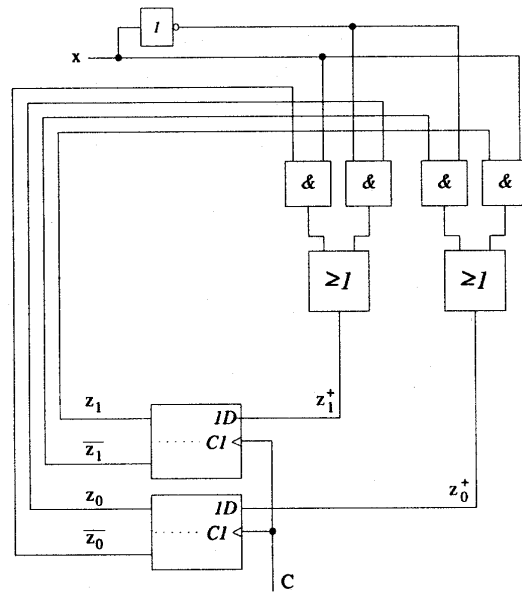 1
x
& & & &
≥1 ≥1
z₁ 1D z₁⁺
z̅₁ C1
z₀ 1D z₀⁺
z̅₀ C1
C